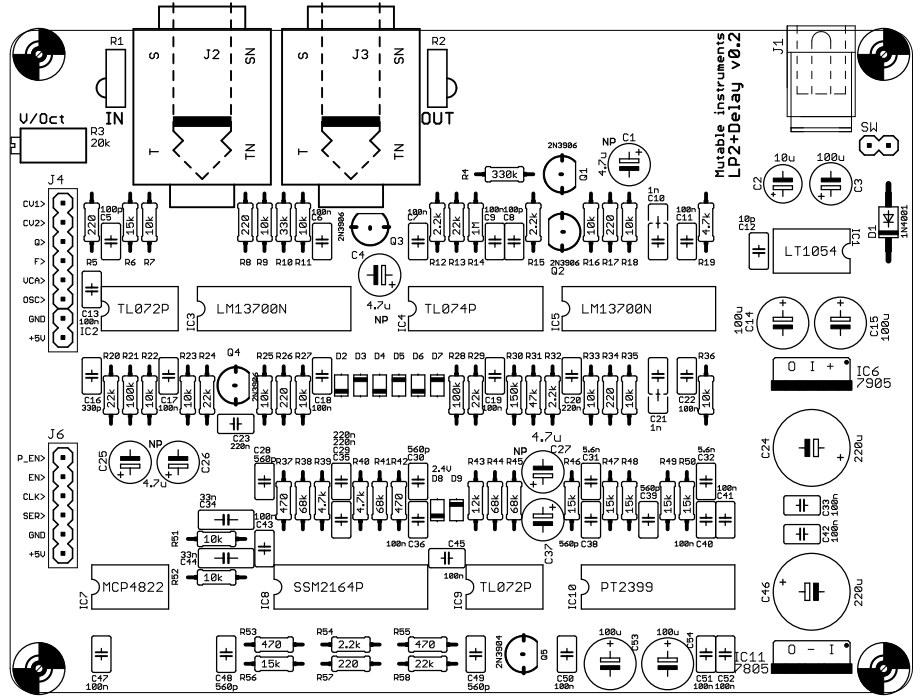 R1
S
J2
SN
S
J3
SN
R2
J1
Mutable instruments
LP2+Delay v0.2
IN
OUT
V/Oct
R3
20k
T
TN
T
TN
SW
J4
CV1>
CV2>
Q>
F>
VCA>
OSC>
GND
+5V
R4
330k
2N3906
Q1
NP
C1
4.7u
10u
100u
C2
C3
D1
1N4001
10p
C12
LT1054
IC1
220
100p
C5
15k
10k
R5
R6
R7
220
10k
33k
10k
100n
C6
R8
R9
R10
R11
2N3906
Q3
C4
4.7u
NP
100n
C7
2.2k
22k
1M
100n
C9
100p
C8
2.2k
R12
R13
R14
R15
2N3906
Q2
10k
220
10k
R16
R17
R18
1n
C10
100n
C11
4.7k
R19
C13
100n
IC2
TL072P
IC3
LM13700N
IC4
TL074P
IC5
LM13700N
100u
C14
C15
100u
O I +
IC6
7905
R20
R21
R22
R23
R24
Q4
R25
R26
R27
D2
D3
D4
D5
D6
D7
R28
R29
R30
R31
R32
R33
R34
R35
R36
22k
100k
10k
10k
22k
2N3906
10k
220
10k
100k
22k
150k
47k
2.2k
10k
220
10k
10k
C16
330p
C17
100n
C23
220n
C18
100n
C19
100n
C20
220n
C21
1n
C22
100n
J6
P_EN>
EN>
CLK>
SER>
GND
+5V
C25
NP
4.7u
C26
C28
560p
R37
R38
R39
220n
220n
C29
C35
R40
R41
R42
560p
C30
2.4V
D8
D9
R43
R44
R45
4.7u
C27
NP
R46
5.6n
C31
R47
R48
560p
C39
R49
R50
5.6n
C32
100n
C41
C24
220u
470
68k
4.7k
4.7k
68k
470
12k
68k
68k
15k
15k
15k
15k
15k
33n
C34
100n
C43
R51
10k
33n
C44
R52
10k
C36
100n
C45
100n
C37
560p
C38
100n
C40
C33
100n
C42
100n
IC7
MCP4822
IC8
SSM2164P
IC9
TL072P
IC10
PT2399
C46
220u
C47
100n
C48
560p
R53
470
15k
R56
R54
2.2k
220
R57
R55
470
22k
R58
C49
560p
2N3904
Q5
C50
100n
100u
C53
100u
C54
C51
100n
C52
100n
O - I
IC11
7805